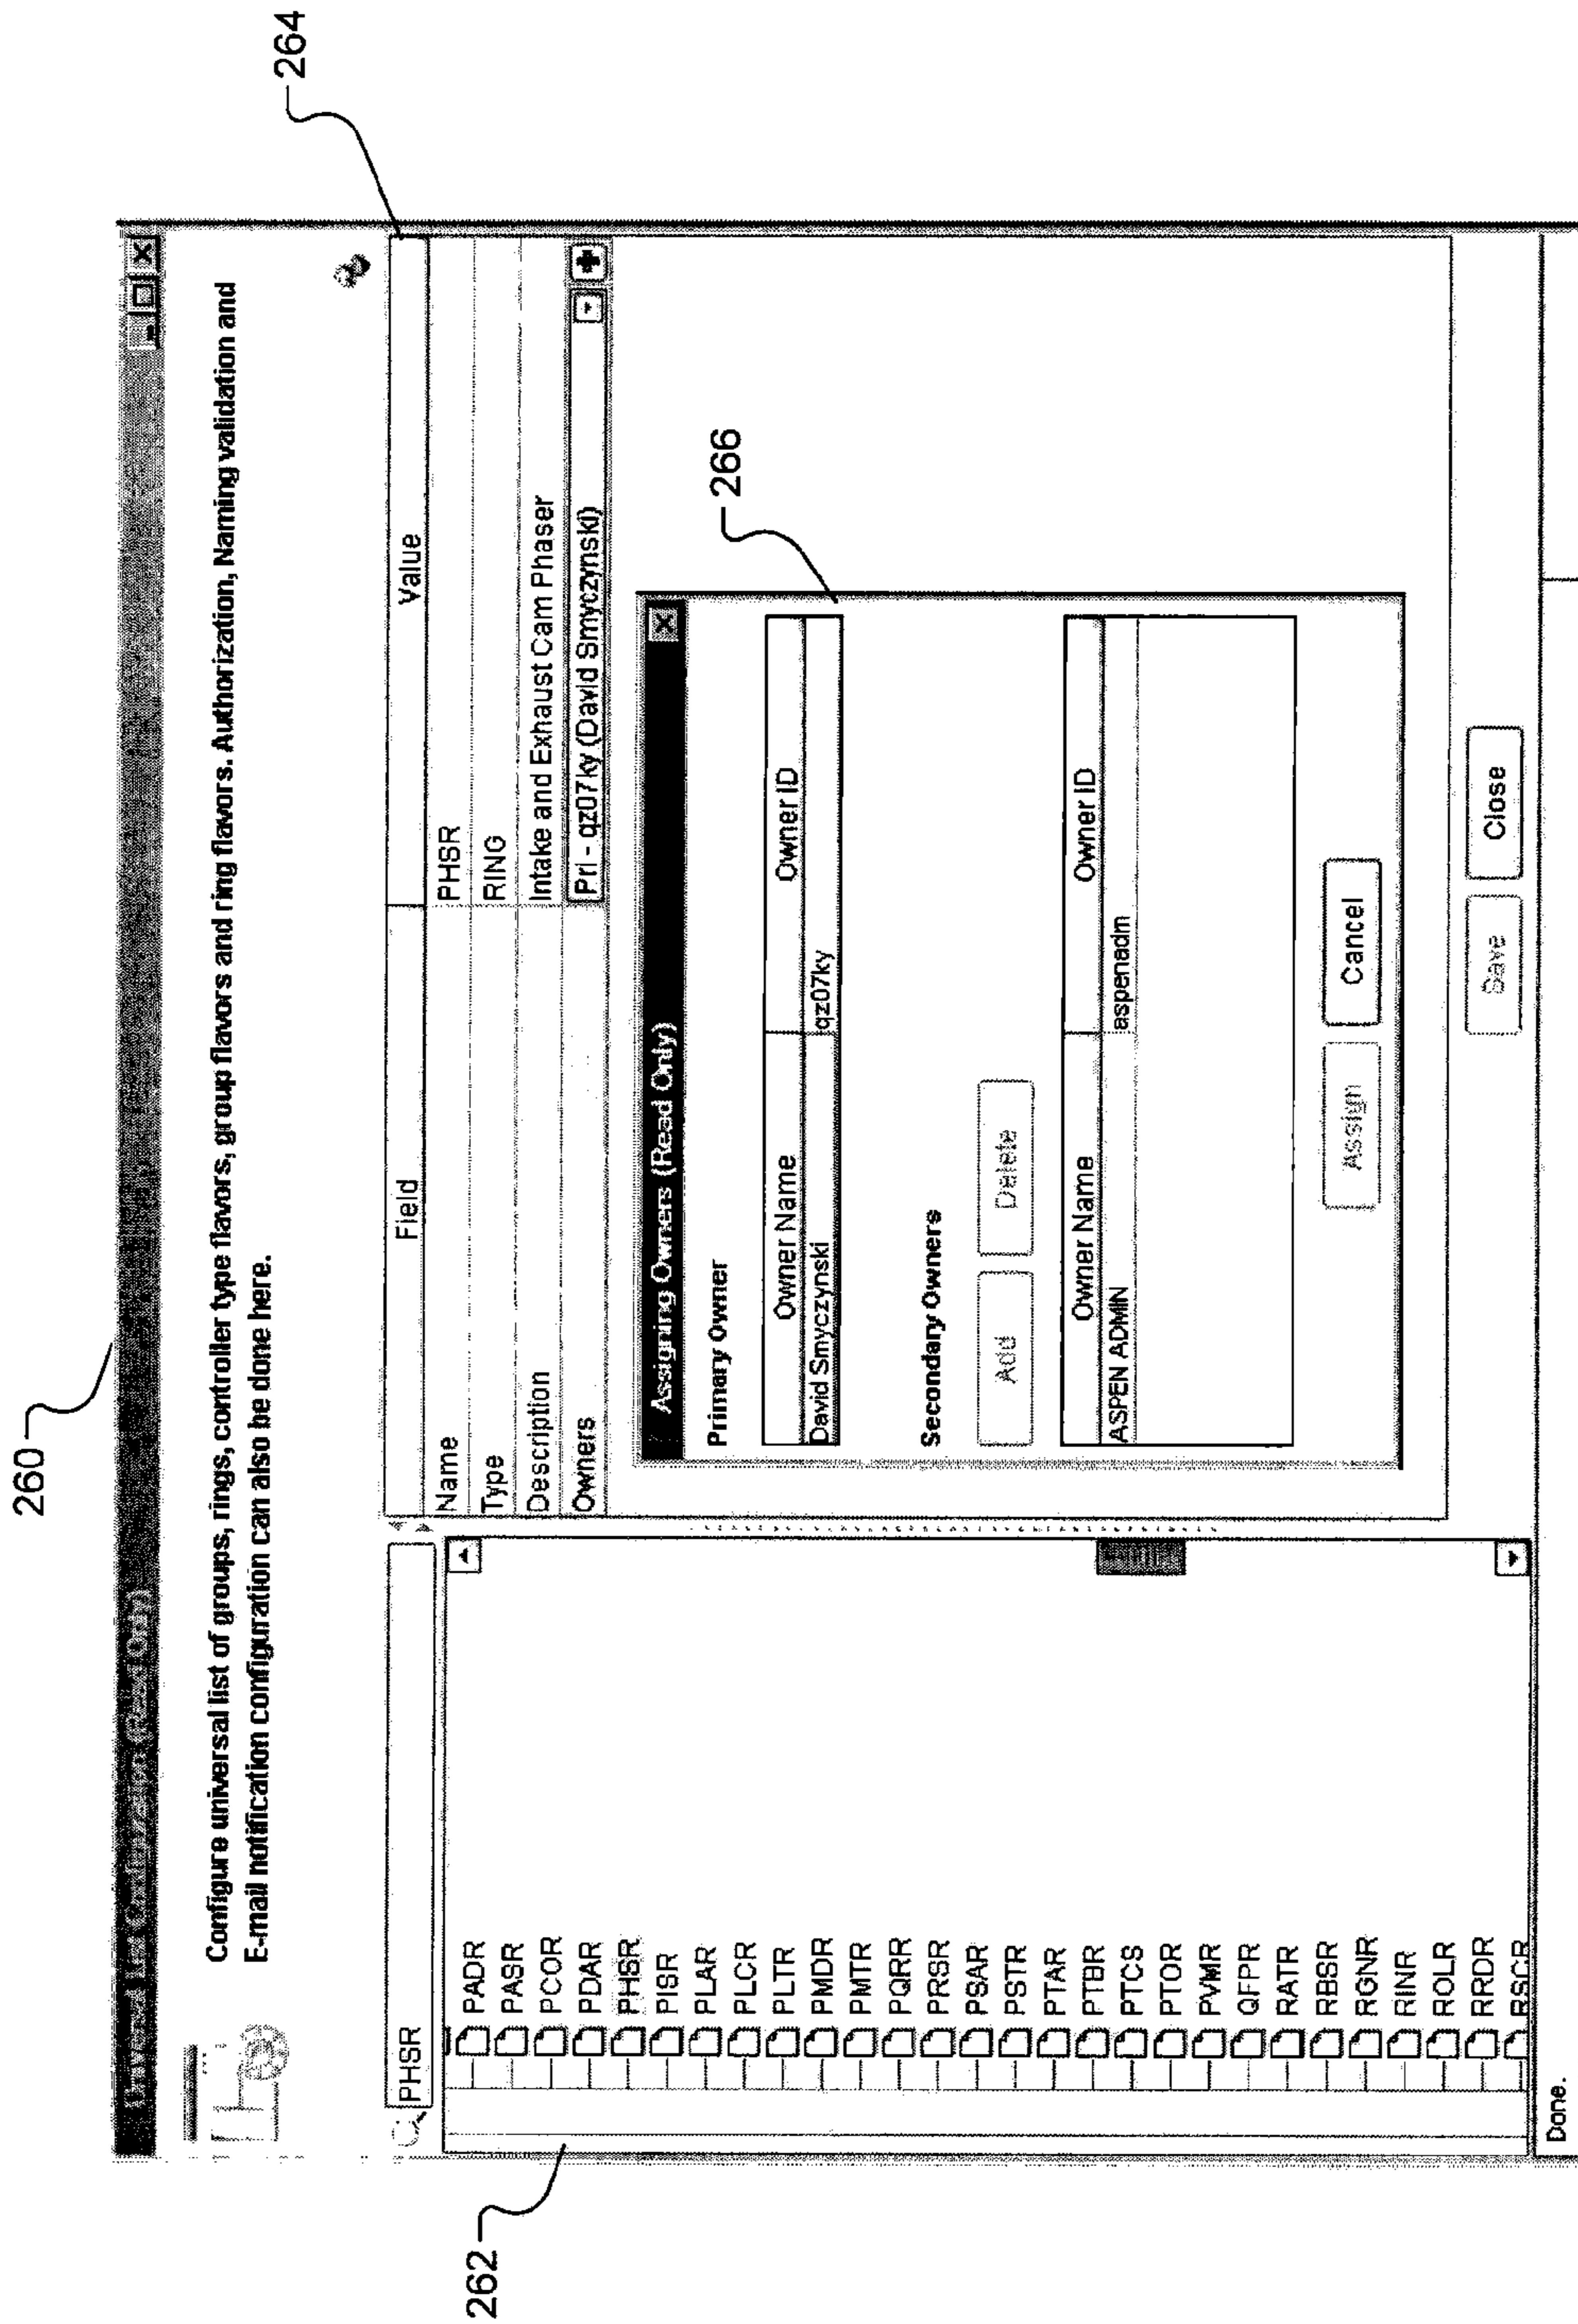 260
Universal List Configuration (Read Only)
Configure universal list of groups, rings, controller type flavors, group flavors and ring flavors. Authorization, Naming validation and
E-mail notification configuration can also be done here.
262
PHSR
PADR
PASR
PCOR
PDAR
PHSR
PISR
PLAR
PLCR
PLTR
PMDR
PMTR
PQRR
PRSR
PSAR
PSTR
PTAR
PTBR
PTCS
PTOR
PVMR
QFPR
RATR
RBSR
RGNR
RINR
ROLR
RRDR
RSCR
264
Field Value
Name PHSR
Type RING
Description Intake and Exhaust Cam Phaser
Owners Pri - qz07ky (David Smyczynski)
266
Assigning Owners (Read Only)
Primary Owner
Owner Name Owner ID
David Smyczynski qz07ky
Secondary Owners
Add Delete
Owner Name Owner ID
ASPEN ADMIN aspenadm
Assign Cancel
Save Close
Done.